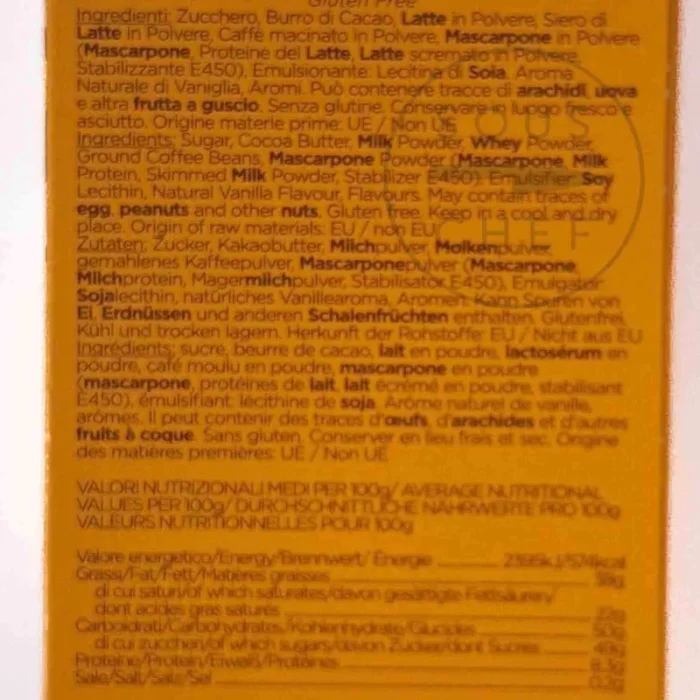 Gluten Free
Ingredienti: Zucchero, Burro di Cacao, Latte in Polvere, Siero di
Latte in Polvere, Caffè macinato in Polvere, Mascarpone in Polvere
(Mascarpone, Proteine del Latte, Latte scremato in Polvere,
Stabilizzante E450), Emulsionante: Lecitina di Soia, Aroma
Naturale di Vaniglia, Aromi. Può contenere tracce di arachidi, uova
e altra frutta a guscio. Senza glutine. Conservare in luogo fresco e
asciutto. Origine materie prime: UE / Non UE
Ingredients: Sugar, Cocoa Butter, Milk Powder, Whey Powder,
Ground Coffee Beans, Mascarpone Powder (Mascarpone, Milk
Protein, Skimmed Milk Powder, Stabilizer E450), Emulsifier: Soy
Lecithin, Natural Vanilla Flavour, Flavours. May contain traces of
egg, peanuts and other nuts. Gluten free. Keep in a cool and dry
place. Origin of raw materials: EU / non EU
Zutaten: Zucker, Kakaobutter, Milchpulver, Molkenpulver,
gemahlenes Kaffeepulver, Mascarponepulver (Mascarpone,
Milchprotein, Magermilchpulver, Stabilisator E450), Emulgator:
Sojalecithin, natürliches Vanillearoma, Aromen. Kann Spuren von
Ei, Erdnüssen und anderen Schalenfrüchten enthalten. Glutenfrei.
Kühl und trocken lagern. Herkunft der Rohstoffe: EU / Nicht aus EU
Ingrédients: sucre, beurre de cacao, lait en poudre, lactosérum en
poudre, café moulu en poudre, mascarpone en poudre
(mascarpone, protéines de lait, lait écrémé en poudre, stabilisant
E450), émulsifiant: lécithine de soja. Arôme naturel de vanille,
arômes. Il peut contenir des traces d'œufs, d'arachides et d'autres
fruits à coque. Sans gluten. Conserver en lieu frais et sec. Origine
des matières premières: UE / Non UE
VALORI NUTRIZIONALI MEDI PER 100g/ AVERAGE NUTRITIONAL
VALUES PER 100g/ DURCHSCHNITTLICHE NÄHRWERTE PRO 100g
VALEURS NUTRITIONNELLES POUR 100g
Valore energetico/Energy/Brennwert/ Énergie 2395kJ/574kcal
Grassi/Fat/Fett/Matières grasses
di cui saturi/of which saturates/davon gesättigte Fettsäuren/
dont acides gras saturés
Carboidrati/Carbohydrates/Kohlenhydrate/Glucides 50g
di cui zuccheri/of which sugars/davon Zucker/dont Sucres 49g
Proteine/Protein/Eiweiß/Protéines 8.3g
Sale/Salt/Salz/Sel
SOUS
CHEF